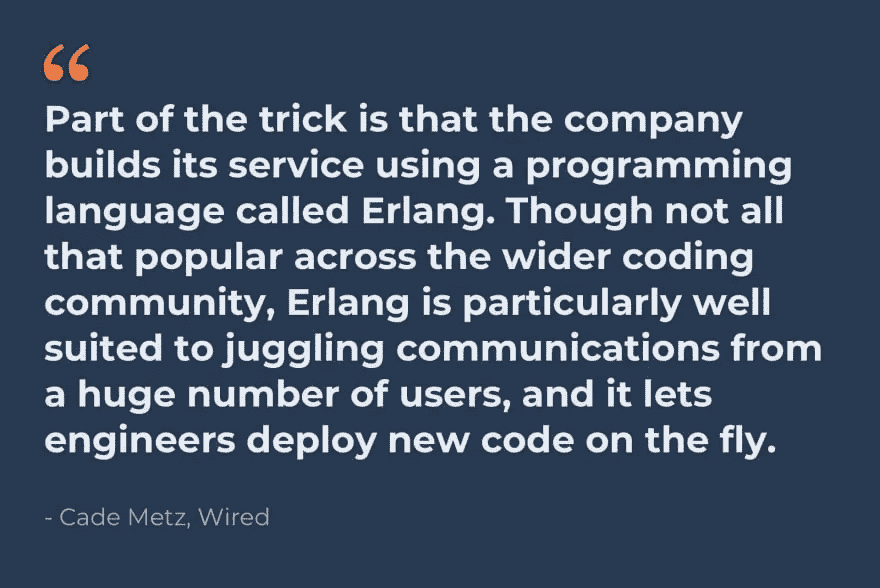 “
Part of the trick is that the company
builds its service using a programming
language called Erlang. Though not all
that popular across the wider coding
community, Erlang is particularly well
suited to juggling communications from
a huge number of users, and it lets
engineers deploy new code on the fly.
- Cade Metz, Wired